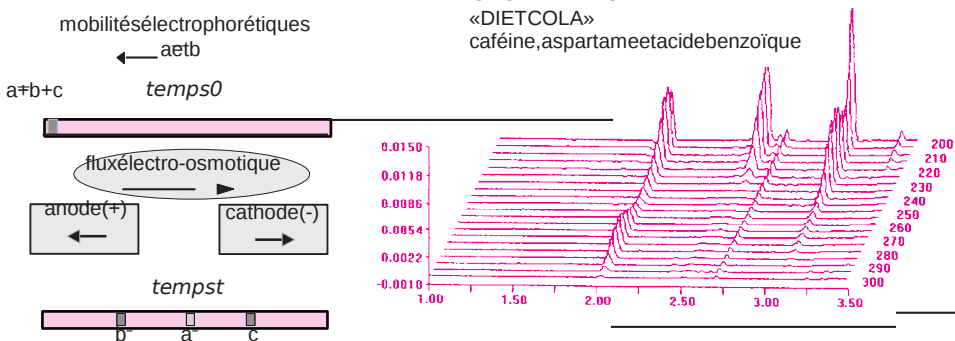 mobilitésélectrophorétiques
aetb
a+b+c
temps0
fluxélectro-osmotique
anode(+)
cathode(-)
tempst
b⁻
a⁻
c
«DIETCOLA»
caféine,aspartameetacidebenzoïque
0.0150
0.0118
0.0086
0.0054
0.0022
-0.0010
1.00
1.50
2.00
2.50
3.00
3.50
200
210
220
230
240
250
260
270
280
290
300